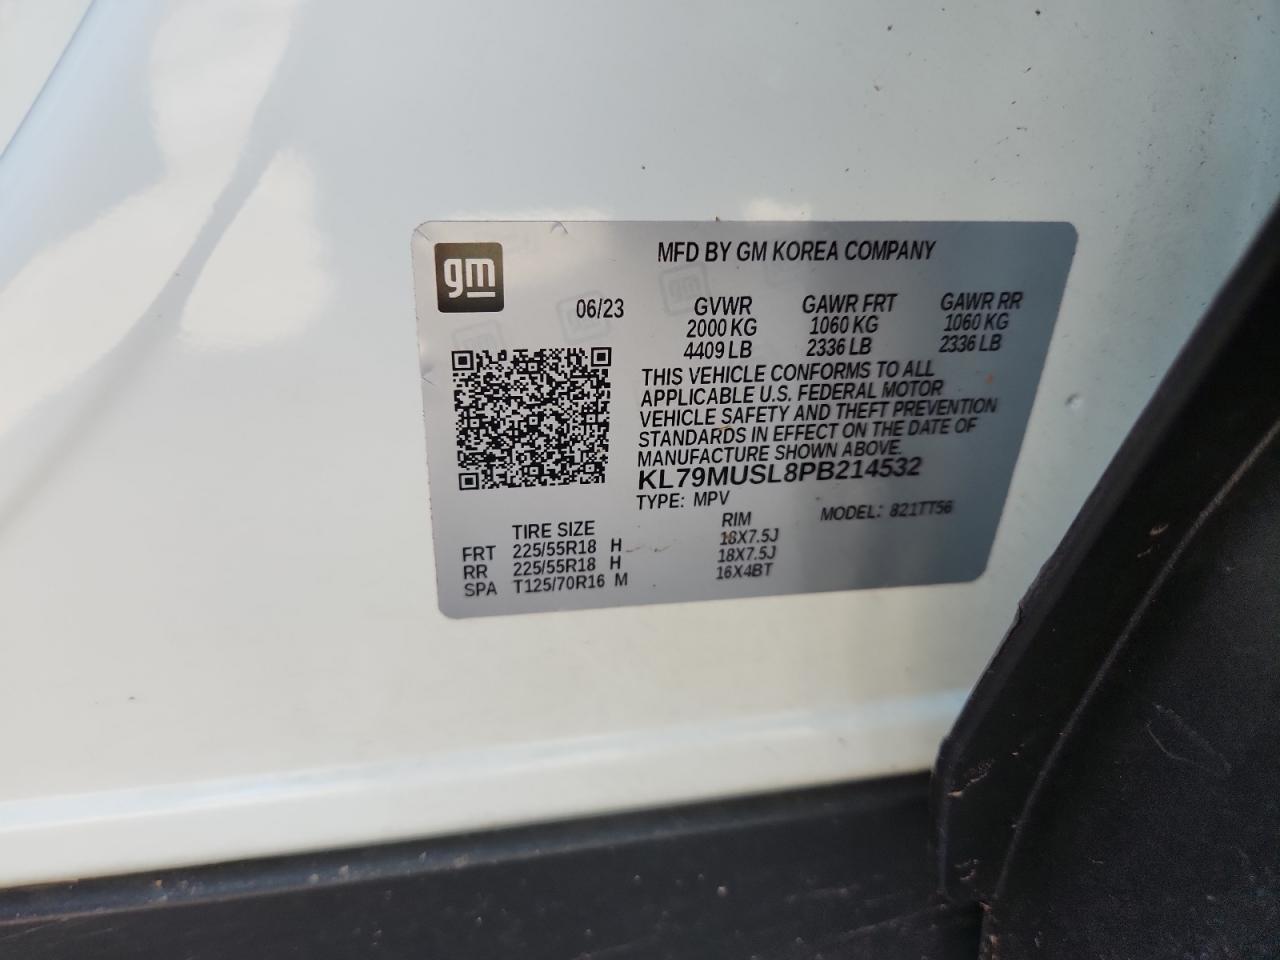 gm
MFD BY GM KOREA COMPANY
06/23 GVWR GAWR FRT GAWR RR
2000 KG 1060 KG 1060 KG
4409 LB 2336 LB 2336 LB
THIS VEHICLE CONFORMS TO ALL
APPLICABLE U.S. FEDERAL MOTOR
VEHICLE SAFETY AND THEFT PREVENTION
STANDARDS IN EFFECT ON THE DATE OF
MANUFACTURE SHOWN ABOVE.
KL79MUSL8PB214532
TYPE: MPV MODEL: 821TT56
TIRE SIZE RIM
FRT 225/55R18 H 18X7.5J
RR 225/55R18 H 18X7.5J
SPA T125/70R16 M 16X4BT